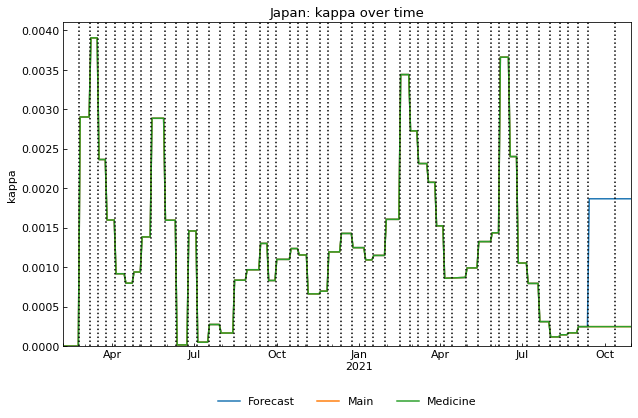 Japan: kappa over time
0.0040
0.0035
0.0030
0.0025
0.0020
0.0015
0.0010
0.0005
0.0000
kappa
Apr Jul Oct Jan Apr Jul Oct
2021
Forecast Main Medicine